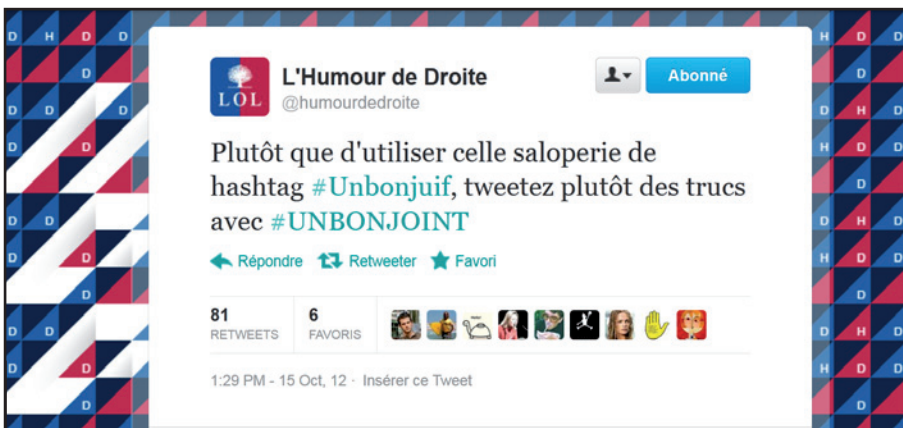 LOL
L'Humour de Droite
@humourdedroite
Abonné
Plutôt que d'utiliser celle saloperie de
hashtag #Unbonjuif, tweetez plutôt des trucs
avec #UNBONJOINT
Répondre Retweeter Favori
81 6
RETWEETS FAVORIS
1:29 PM - 15 Oct, 12 · Insérer ce Tweet